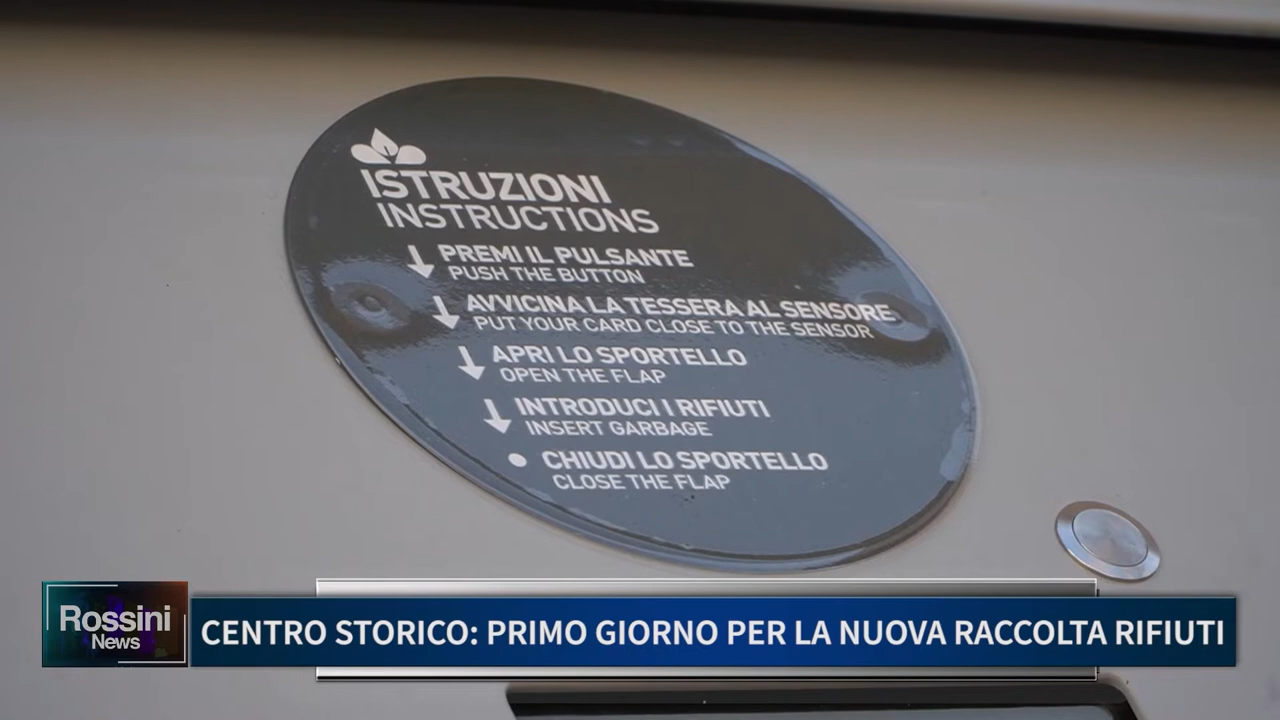 ISTRUZIONI
INSTRUCTIONS
PREMI IL PULSANTE
PUSH THE BUTTON
AVVICINA LA TESSERA AL SENSORE
PUT YOUR CARD CLOSE TO THE SENSOR
APRI LO SPORTELLO
OPEN THE FLAP
INTRODUCI I RIFIUTI
INSERT GARBAGE
CHIUDI LO SPORTELLO
CLOSE THE FLAP
Rossini
News
CENTRO STORICO: PRIMO GIORNO PER LA NUOVA RACCOLTA RIFIUTI